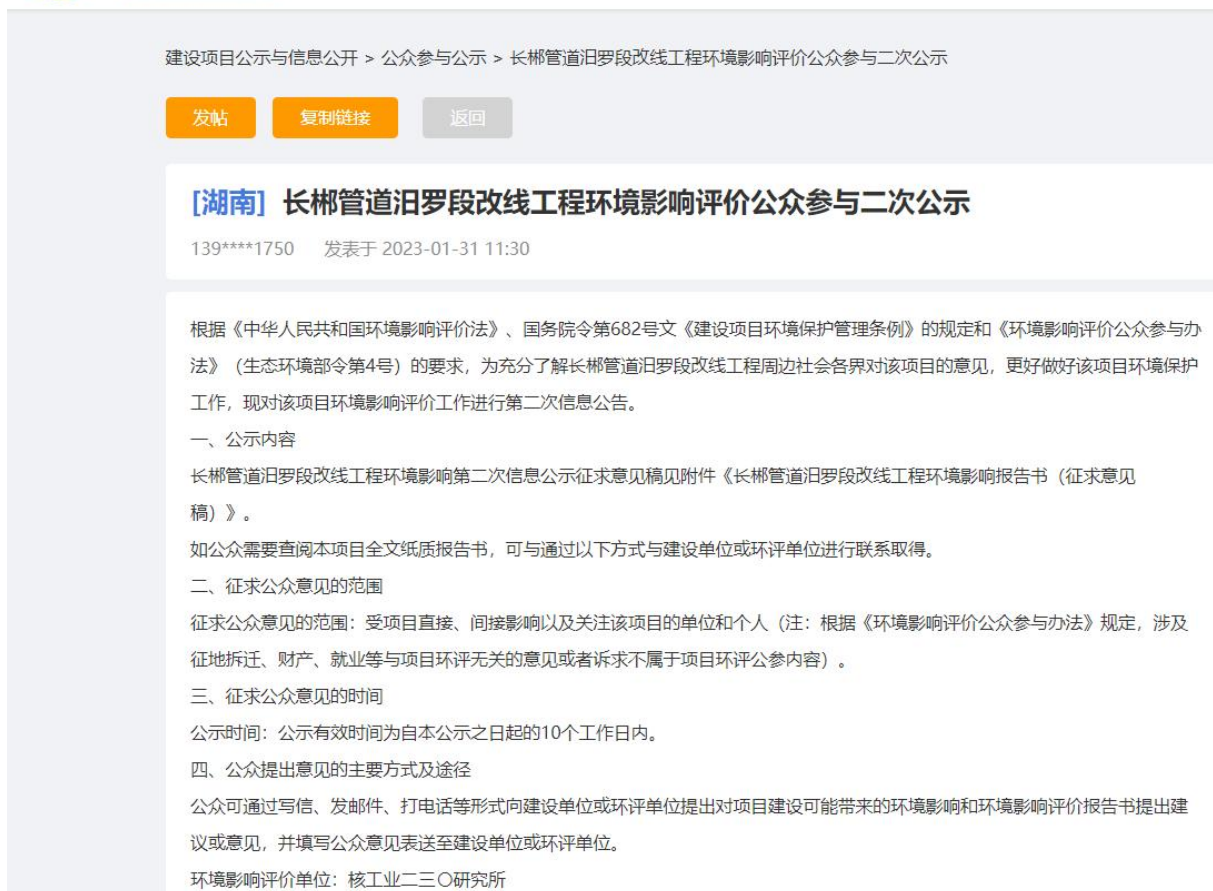 建设项目公示与信息公开 > 公众参与公示 > 长郴管道汨罗段改线工程环境影响评价公众参与二次公示
发帖 复制链接 返回
[湖南] 长郴管道汨罗段改线工程环境影响评价公众参与二次公示
139****1750 发表于 2023-01-31 11:30
根据《中华人民共和国环境影响评价法》、国务院令第682号文《建设项目环境保护管理条例》的规定和《环境影响评价公众参与办
法》（生态环境部令第4号）的要求，为充分了解长郴管道汨罗段改线工程周边社会各界对该项目的意见，更好做好该项目环境保护
工作，现对该项目环境影响评价工作进行第二次信息公告。
一、公示内容
长郴管道汨罗段改线工程环境影响第二次信息公示征求意见稿见附件《长郴管道汨罗段改线工程环境影响报告书（征求意见
稿）》。
如公众需要查阅本项目全文纸质报告书，可与通过以下方式与建设单位或环评单位进行联系取得。
二、征求公众意见的范围
征求公众意见的范围：受项目直接、间接影响以及关注该项目的单位和个人（注：根据《环境影响评价公众参与办法》规定，涉及
征地拆迁、财产、就业等与项目环评无关的意见或者诉求不属于项目环评公参内容）。
三、征求公众意见的时间
公示时间：公示有效时间为自本公示之日起的10个工作日内。
四、公众提出意见的主要方式及途径
公众可通过写信、发邮件、打电话等形式向建设单位或环评单位提出对项目建设可能带来的环境影响和环境影响评价报告书提出建
议或意见，并填写公众意见表送至建设单位或环评单位。
环境影响评价单位：核工业二三〇研究所